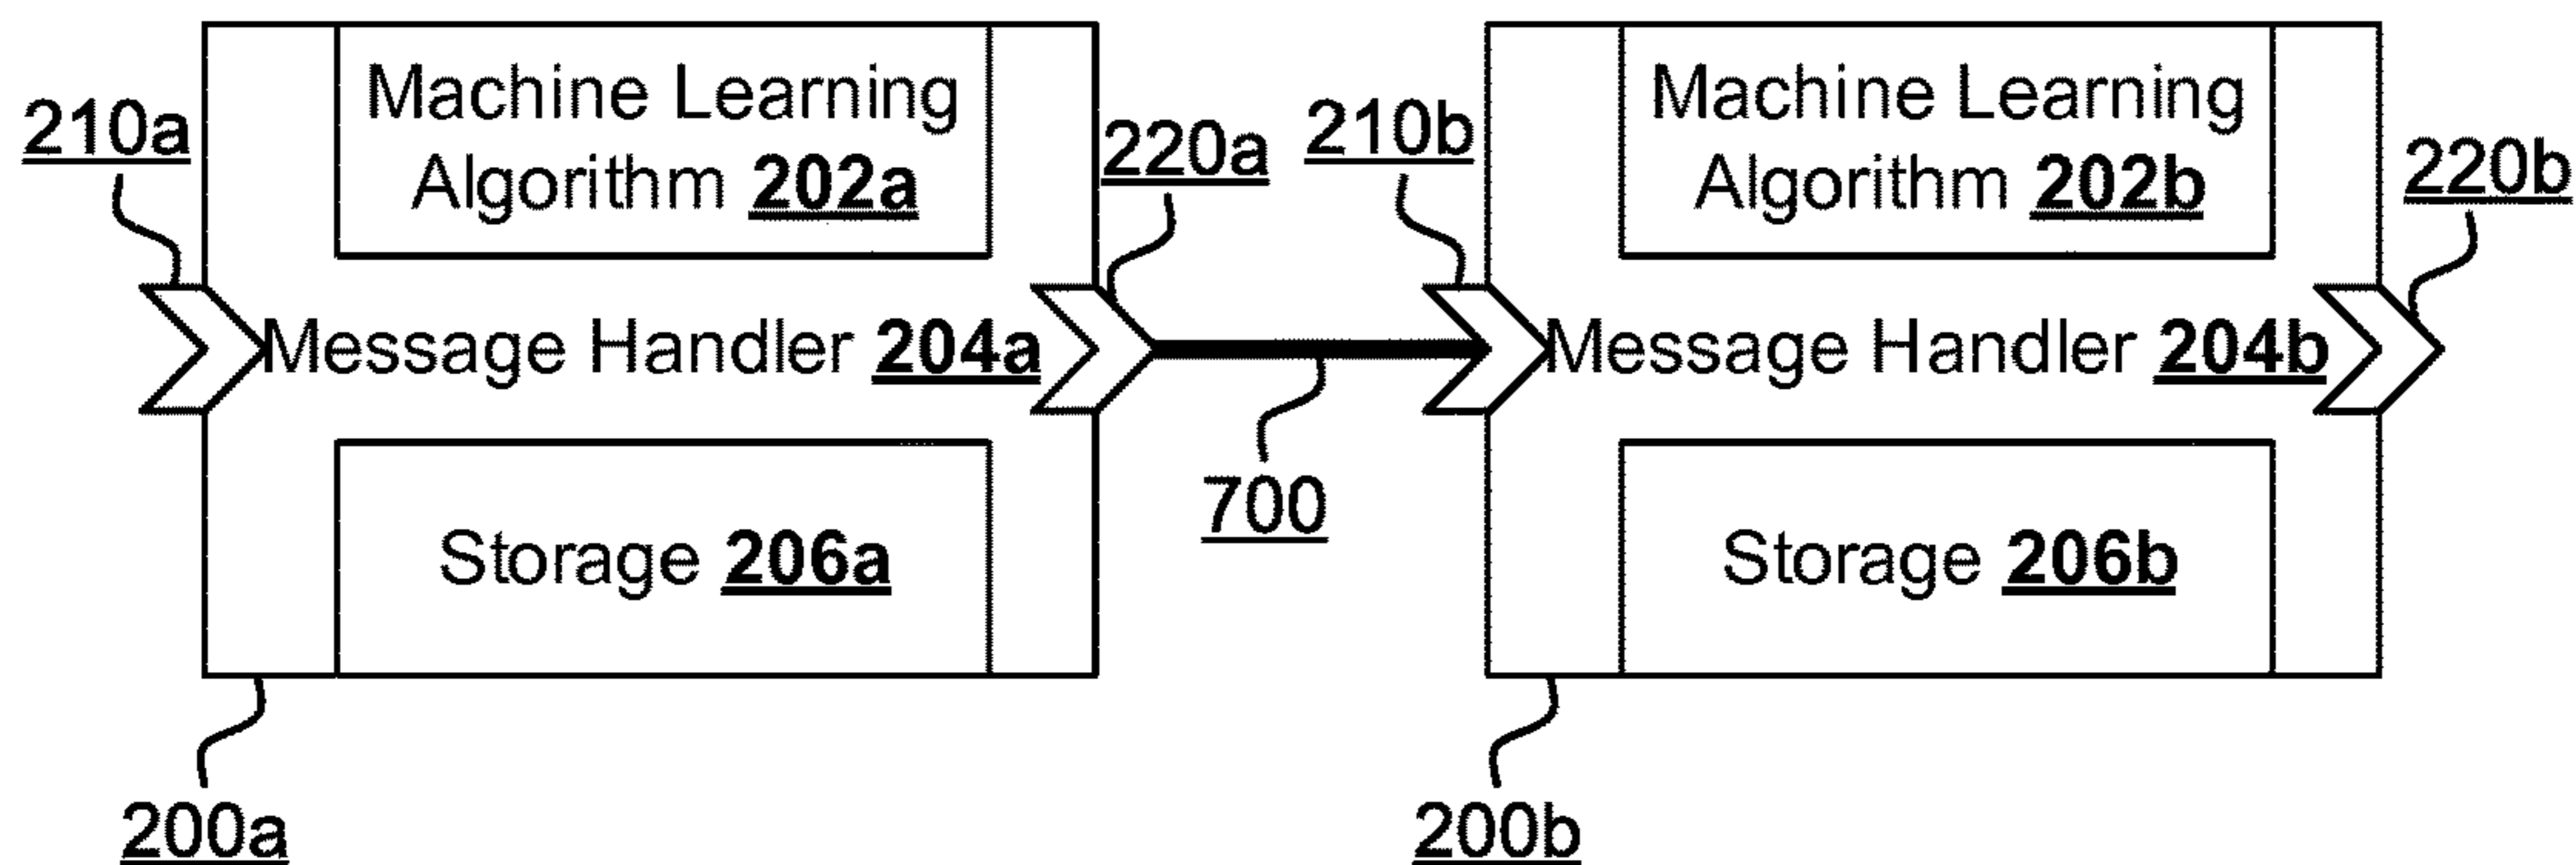 Machine Learning
Algorithm 202a
210a
220a
Message Handler 204a
Storage 206a
200a
700
Machine Learning
Algorithm 202b
210b
220b
Message Handler 204b
Storage 206b
200b